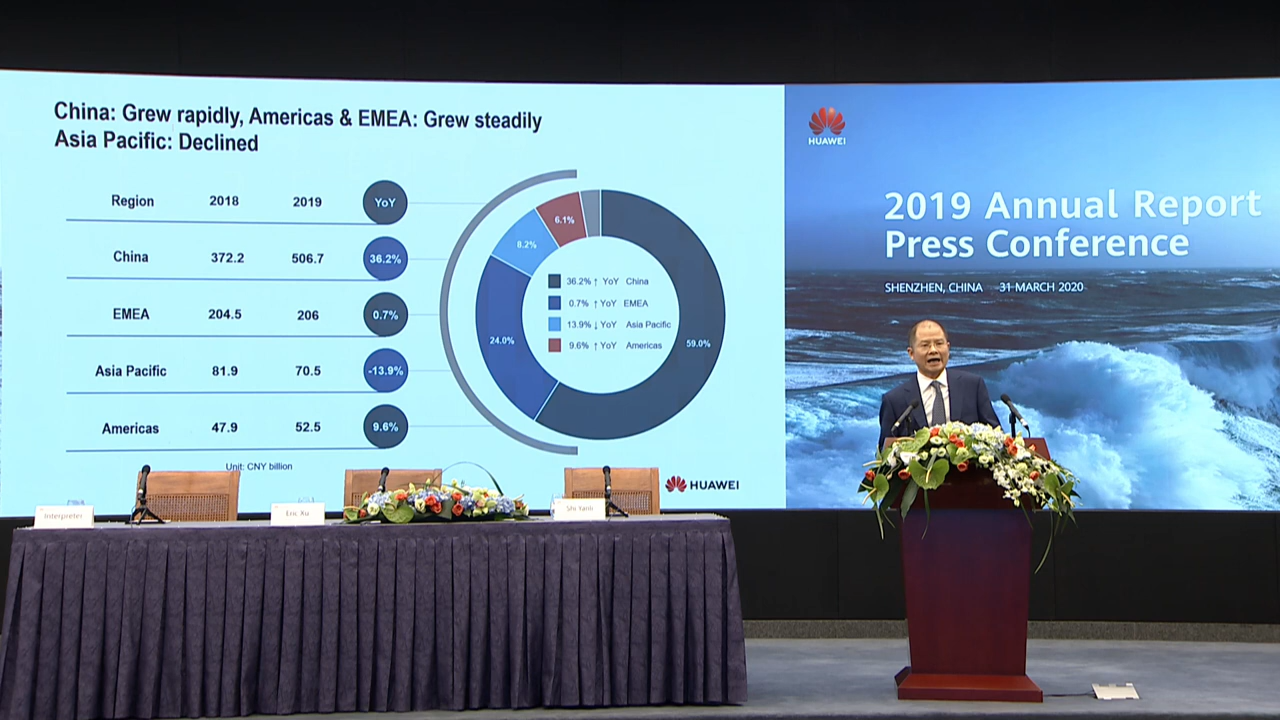 China: Grew rapidly, Americas & EMEA: Grew steadily
Asia Pacific: Declined
Region 2018 2019 YoY
China 372.2 506.7 36.2%
EMEA 204.5 206 0.7%
Asia Pacific 81.9 70.5 -13.9%
Americas 47.9 52.5 9.6%
Unit: CNY billion
6.1%
8.2%
24.0%
59.0%
36.2% ↑ YoY China
0.7% ↑ YoY EMEA
13.9% ↓ YoY Asia Pacific
9.6% ↑ YoY Americas
HUAWEI
HUAWEI
2019 Annual Report
Press Conference
SHENZHEN, CHINA 31 MARCH 2020
Interpreter
Eric Xu
Shi Yanli